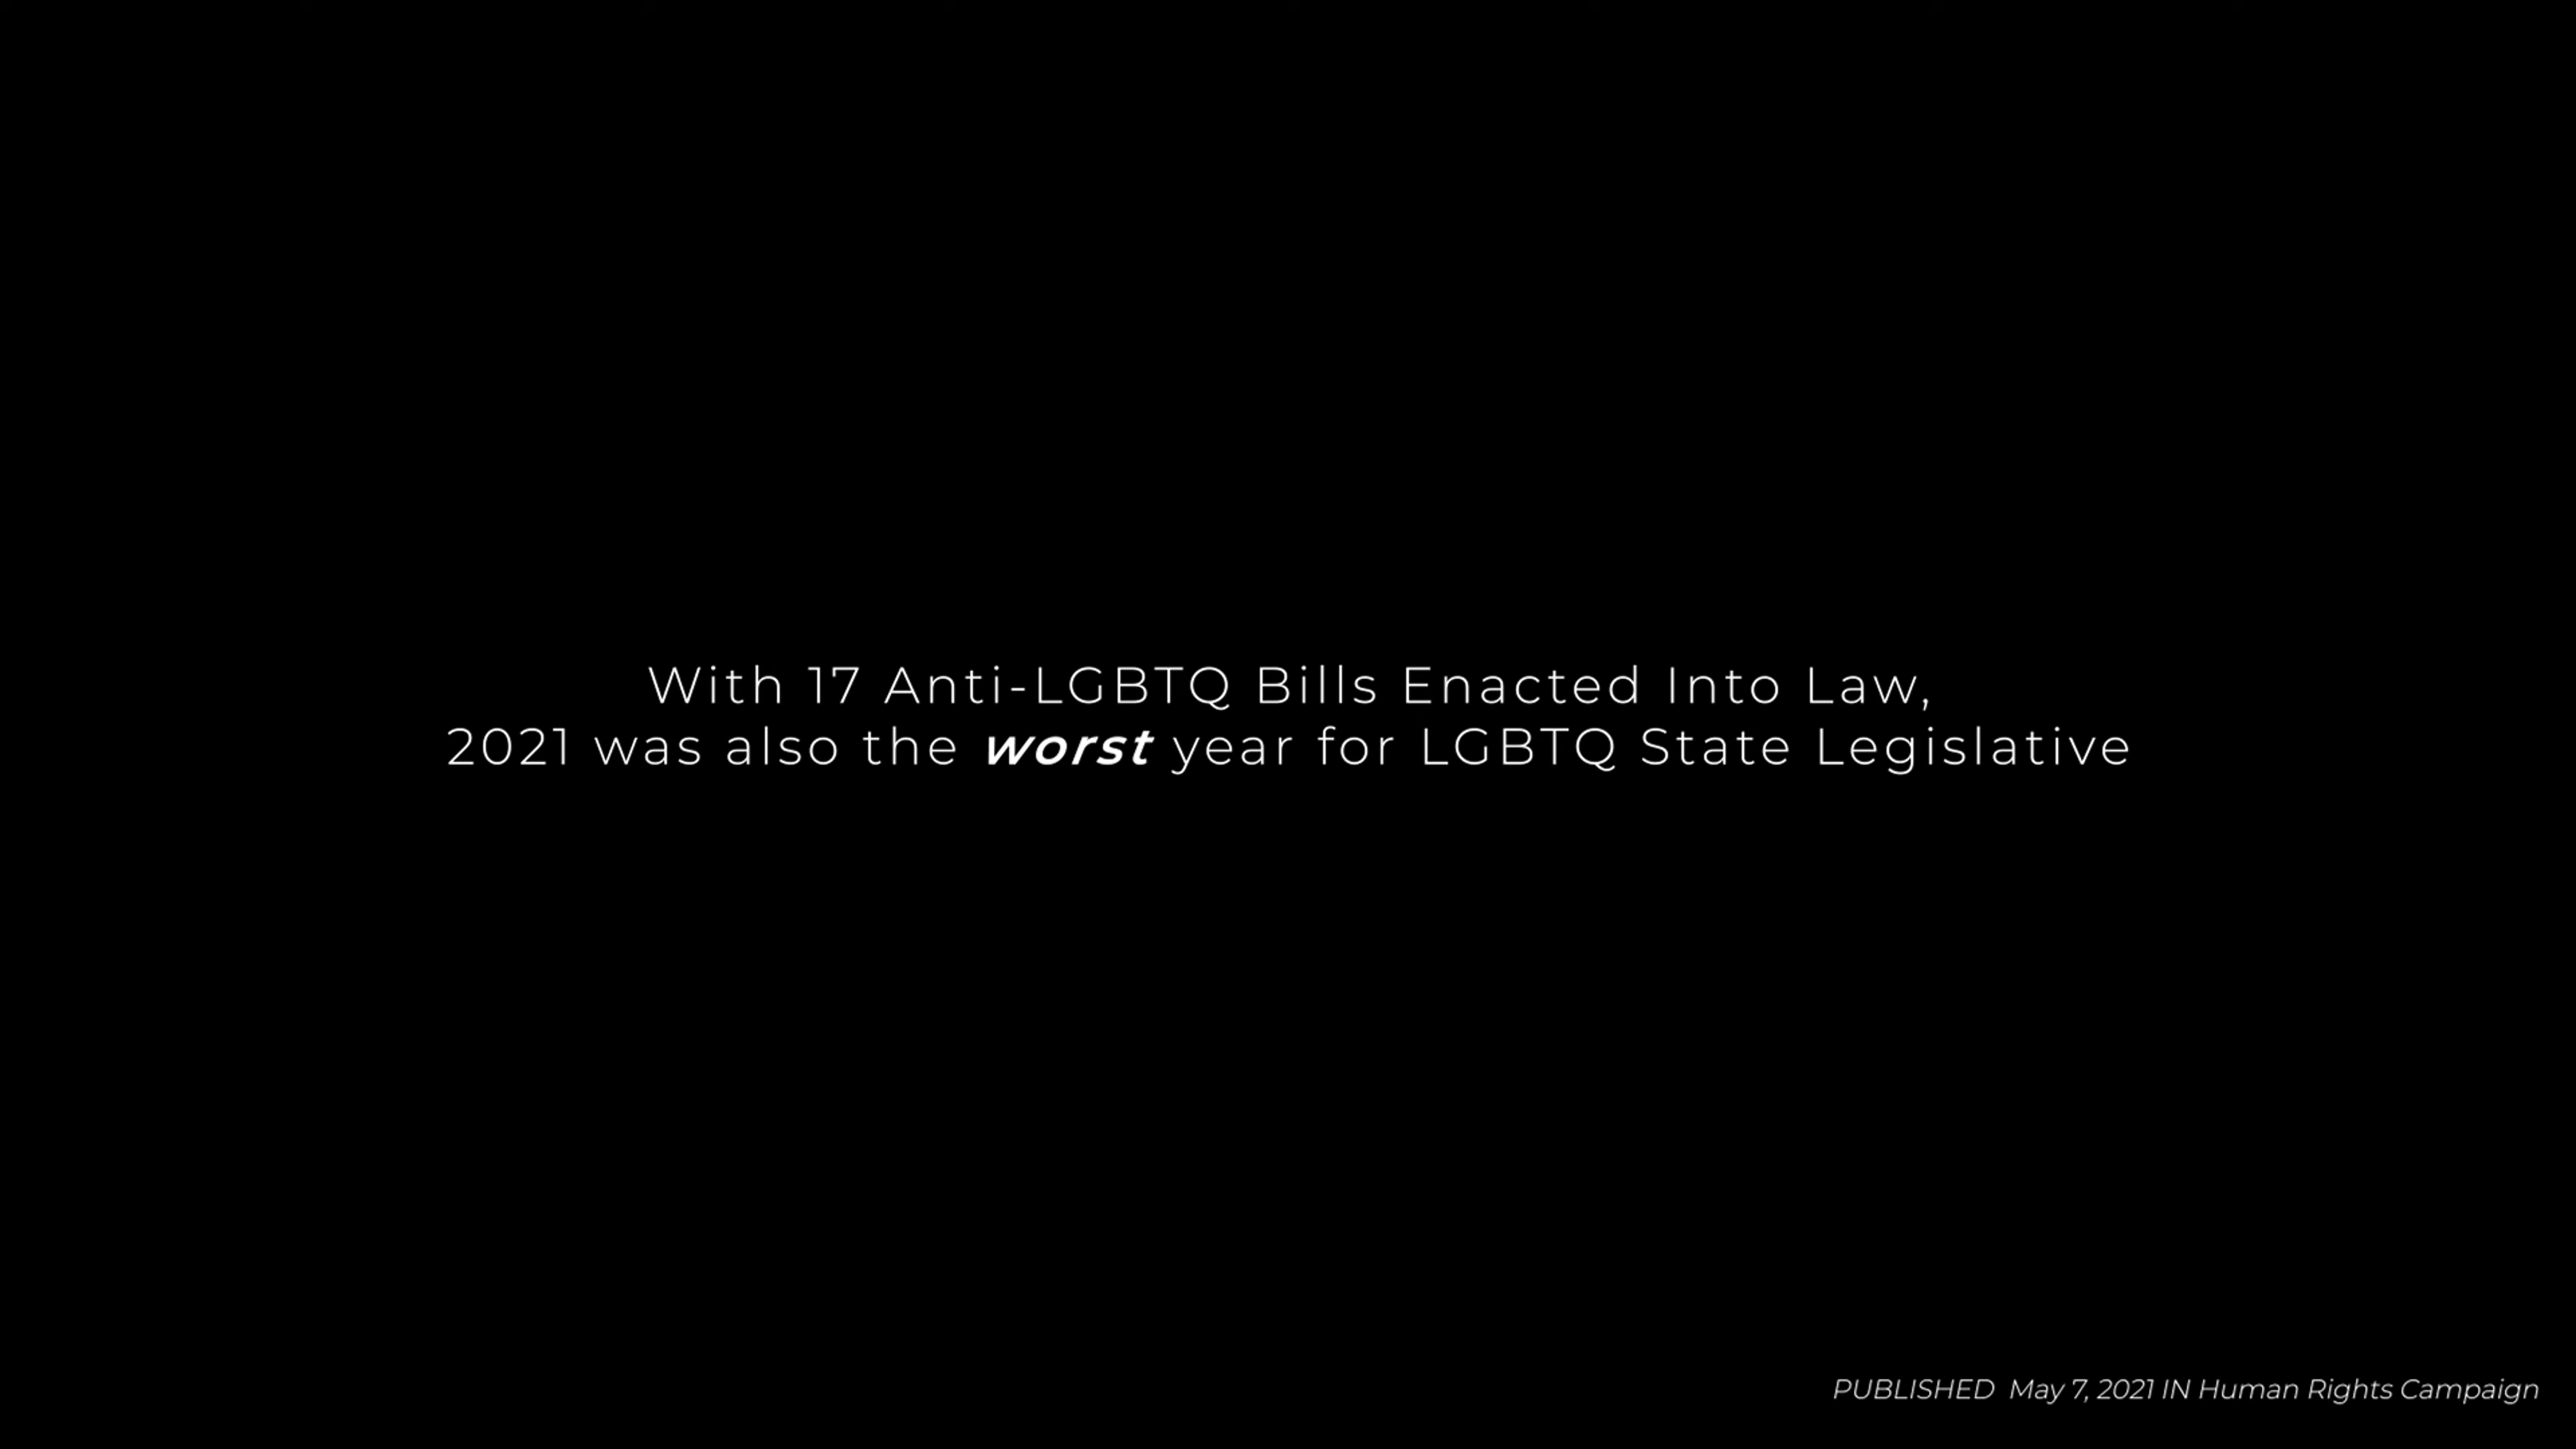 With 17 Anti-LGBTQ Bills Enacted Into Law,
2021 was also the worst year for LGBTQ State Legislative
PUBLISHED May 7, 2021 IN Human Rights Campaign